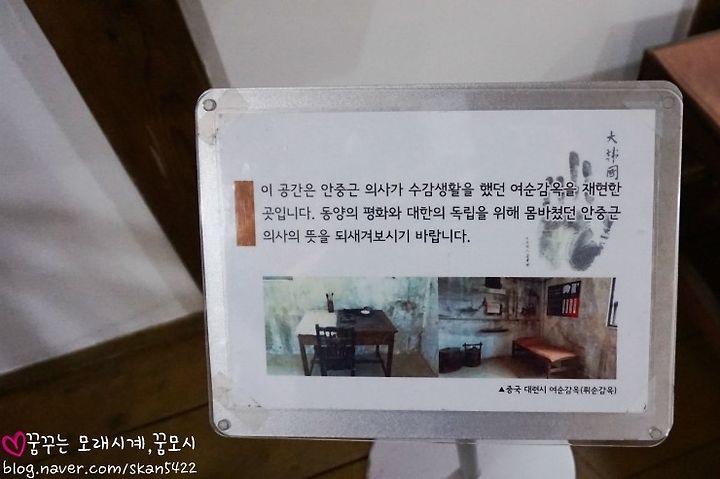 大韓國
이 공간은 안중근 의사가 수감생활을 했던 여순감옥을 재현한
곳입니다. 동양의 평화와 대한의 독립을 위해 몸바쳤던 안중근
의사의 뜻을 되새겨보시기 바랍니다.
▲중국 대련시 여순감옥(뤼순감옥)
꿈꾸는 모래시계,꿈모시
blog.naver.com/skan5422